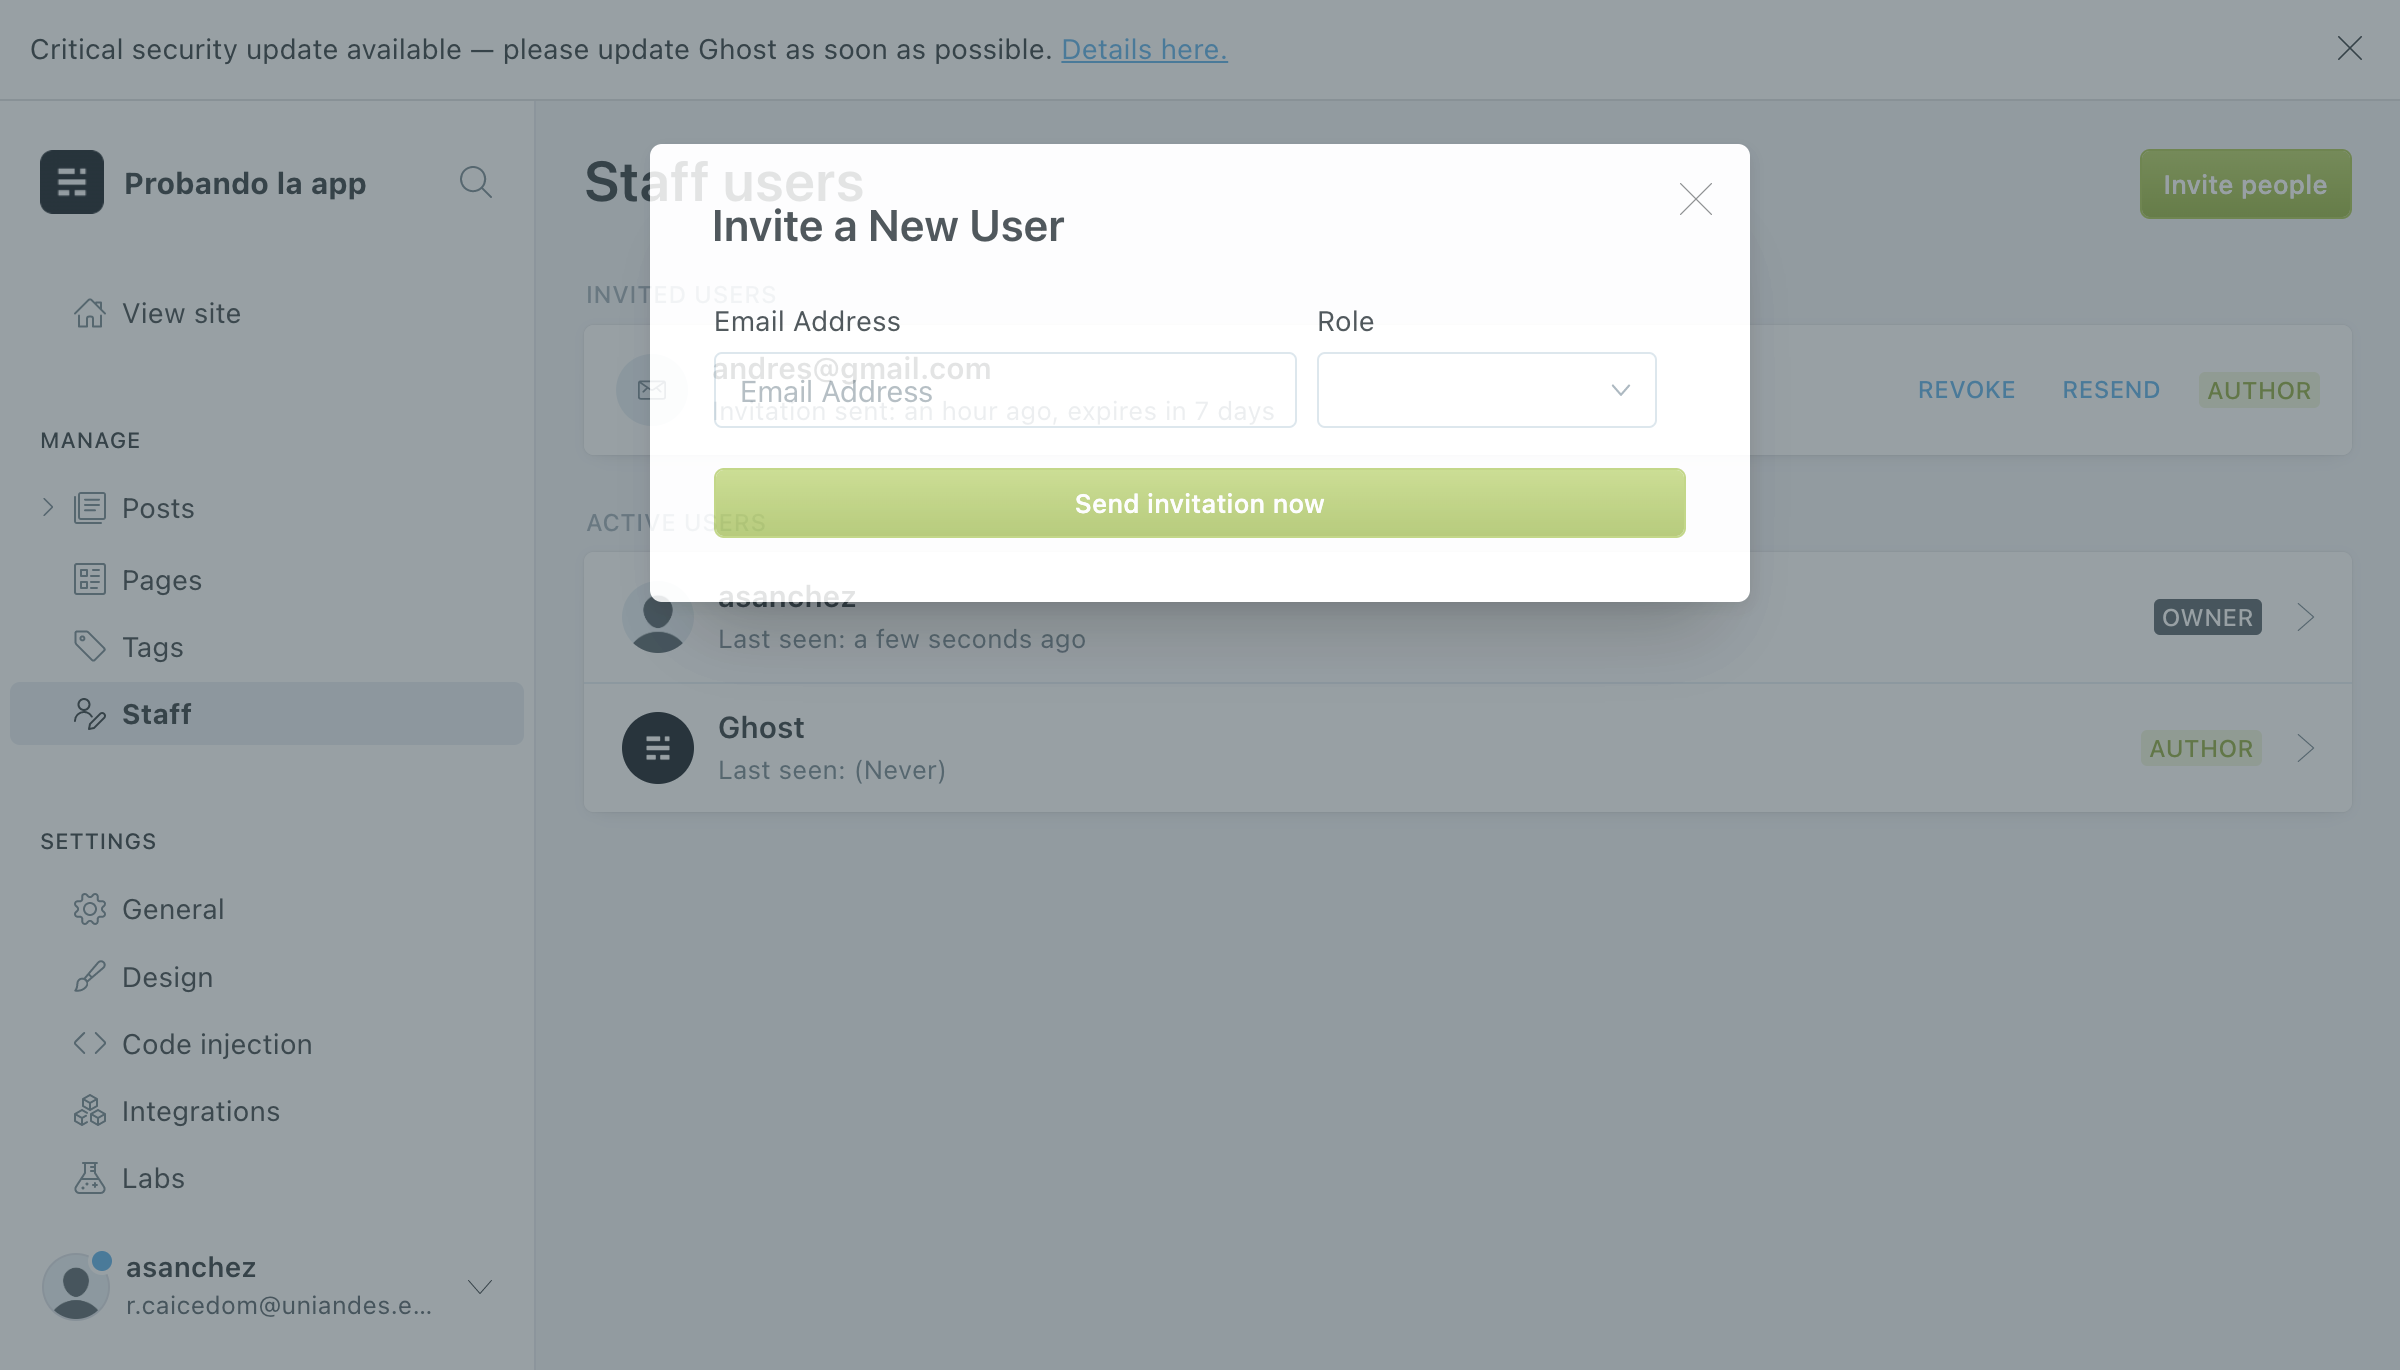 Critical security update available — please update Ghost as soon as possible. Details here.
Probando la app
View site
MANAGE
Posts
Pages
Tags
Staff
SETTINGS
General
Design
Code injection
Integrations
Labs
asanchez
r.caicedom@uniandes.e...
Staff users
Invite people
INVITED USERS
andres@gmail.com
Invitation sent: an hour ago, expires in 7 days
REVOKE RESEND AUTHOR
ACTIVE USERS
asanchez
Last seen: a few seconds ago
OWNER
Ghost
Last seen: (Never)
AUTHOR
Invite a New User
Email Address
Email Address
Role
Send invitation now